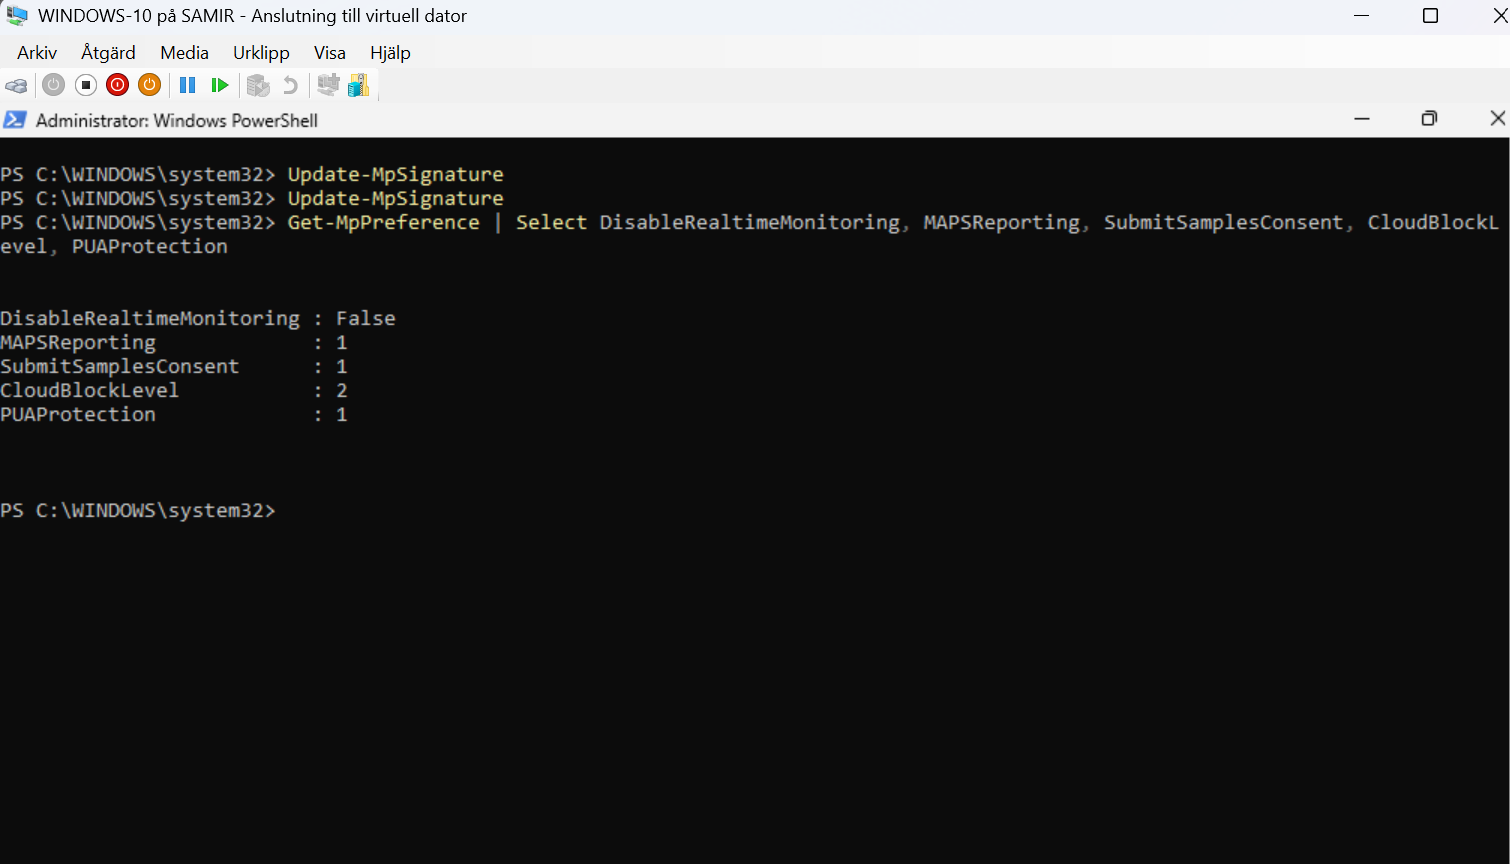 WINDOWS-10 på SAMIR - Anslutning till virtuell dator
Arkiv Åtgärd Media Urklipp Visa Hjälp
Administrator: Windows PowerShell
PS C:\WINDOWS\system32> Update-MpSignature
PS C:\WINDOWS\system32> Update-MpSignature
PS C:\WINDOWS\system32> Get-MpPreference | Select DisableRealtimeMonitoring, MAPSReporting, SubmitSamplesConsent, CloudBlockL
evel, PUAProtection
DisableRealtimeMonitoring : False
MAPSReporting : 1
SubmitSamplesConsent : 1
CloudBlockLevel : 2
PUAProtection : 1
PS C:\WINDOWS\system32>